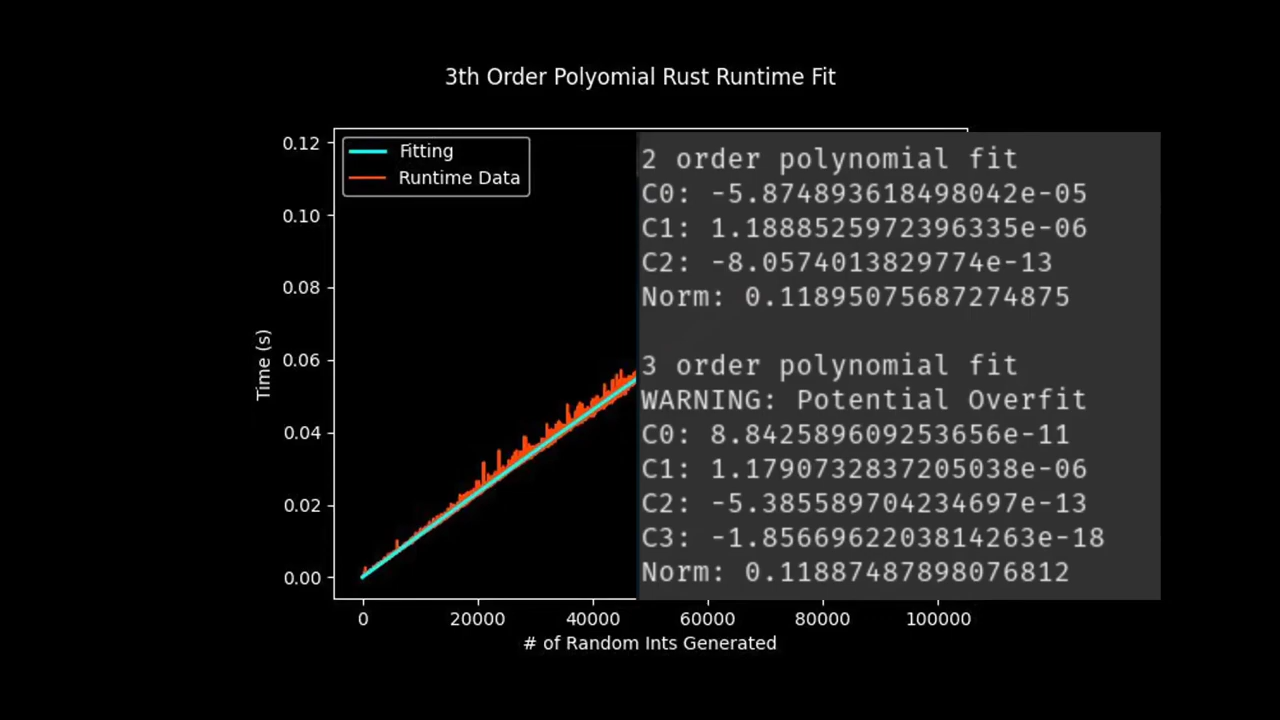 3th Order Polyomial Rust Runtime Fit
Fitting
Runtime Data
0.12
0.10
0.08
0.06
0.04
0.02
0.00
Time (s)
0
20000
40000
60000
80000
100000
# of Random Ints Generated
2 order polynomial fit
C0: -5.874893618498042e-05
C1: 1.1888525972396335e-06
C2: -8.0574013829774e-13
Norm: 0.11895075687274875
3 order polynomial fit
WARNING: Potential Overfit
C0: 8.842589609253656e-11
C1: 1.1790732837205038e-06
C2: -5.3855897042346​97e-13
C3: -1.8566962203814263e-18
Norm: 0.11887487898076812